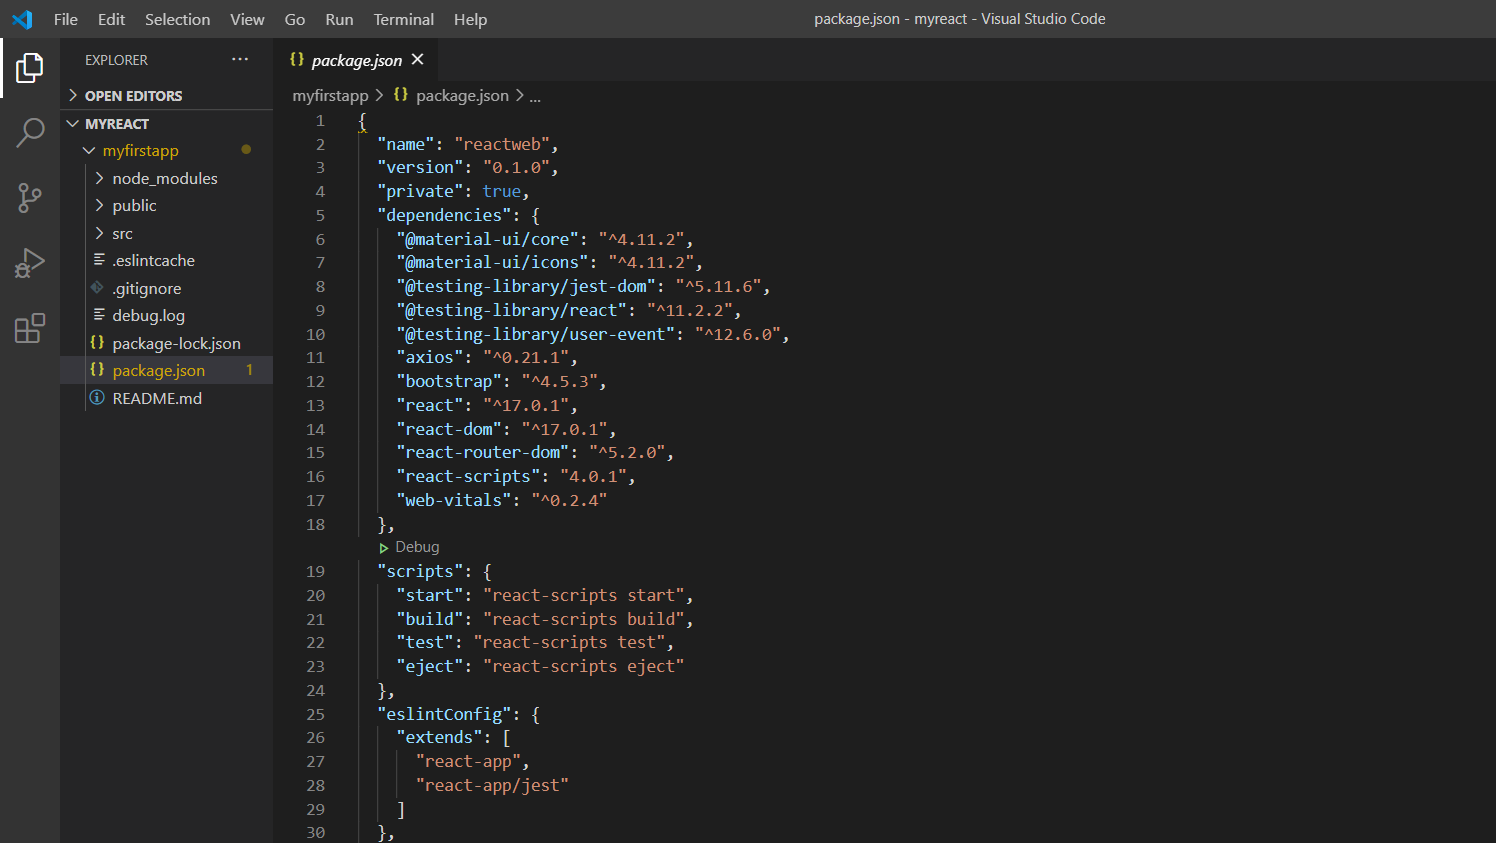 File Edit Selection View Go Run Terminal Help
package.json - myreact - Visual Studio Code
EXPLORER ···
OPEN EDITORS
MYREACT
myfirstapp
node_modules
public
src
.eslintcache
.gitignore
debug.log
package-lock.json
package.json 1
README.md
{} package.json ×
myfirstapp > {} package.json > ...
1 {
2 "name": "reactweb",
3 "version": "0.1.0",
4 "private": true,
5 "dependencies": {
6 "@material-ui/core": "^4.11.2",
7 "@material-ui/icons": "^4.11.2",
8 "@testing-library/jest-dom": "^5.11.6",
9 "@testing-library/react": "^11.2.2",
10 "@testing-library/user-event": "^12.6.0",
11 "axios": "^0.21.1",
12 "bootstrap": "^4.5.3",
13 "react": "^17.0.1",
14 "react-dom": "^17.0.1",
15 "react-router-dom": "^5.2.0",
16 "react-scripts": "4.0.1",
17 "web-vitals": "^0.2.4"
18 },
Debug
19 "scripts": {
20 "start": "react-scripts start",
21 "build": "react-scripts build",
22 "test": "react-scripts test",
23 "eject": "react-scripts eject"
24 },
25 "eslintConfig": {
26 "extends": [
27 "react-app",
28 "react-app/jest"
29 ]
30 },